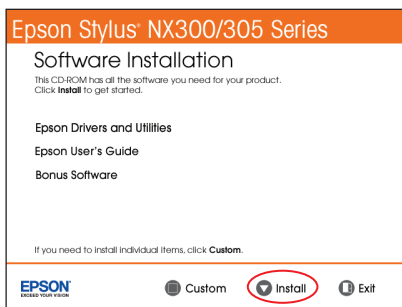 Epson Stylus® NX300/305 Series
Software Installation
This CD-ROM has all the software you need for your product.
Click Install to get started.
Epson Drivers and Utilities
Epson User's Guide
Bonus Software
If you need to install individual items, click Custom.
EPSON®
EXCEED YOUR VISION
Custom
Install
Exit